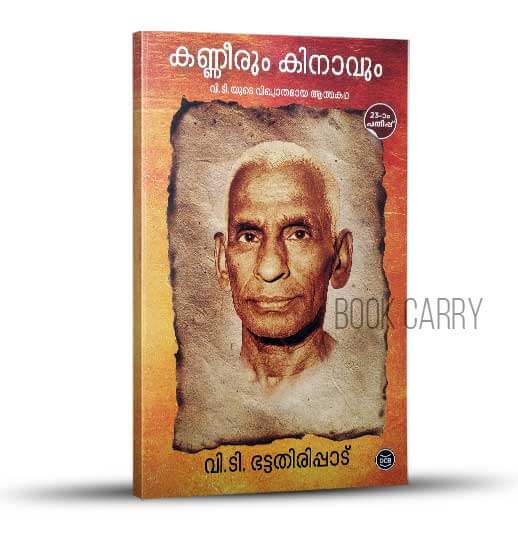 കണ്ണീരും കിനാവും
വി. ടി. യുടെ വിഖ്യാതമായ ആത്മകഥ
23-ാം
പതിപ്പ്
BOOK CARRY
വി. ടി. ഭട്ടതിരിപ്പാട്
DCB